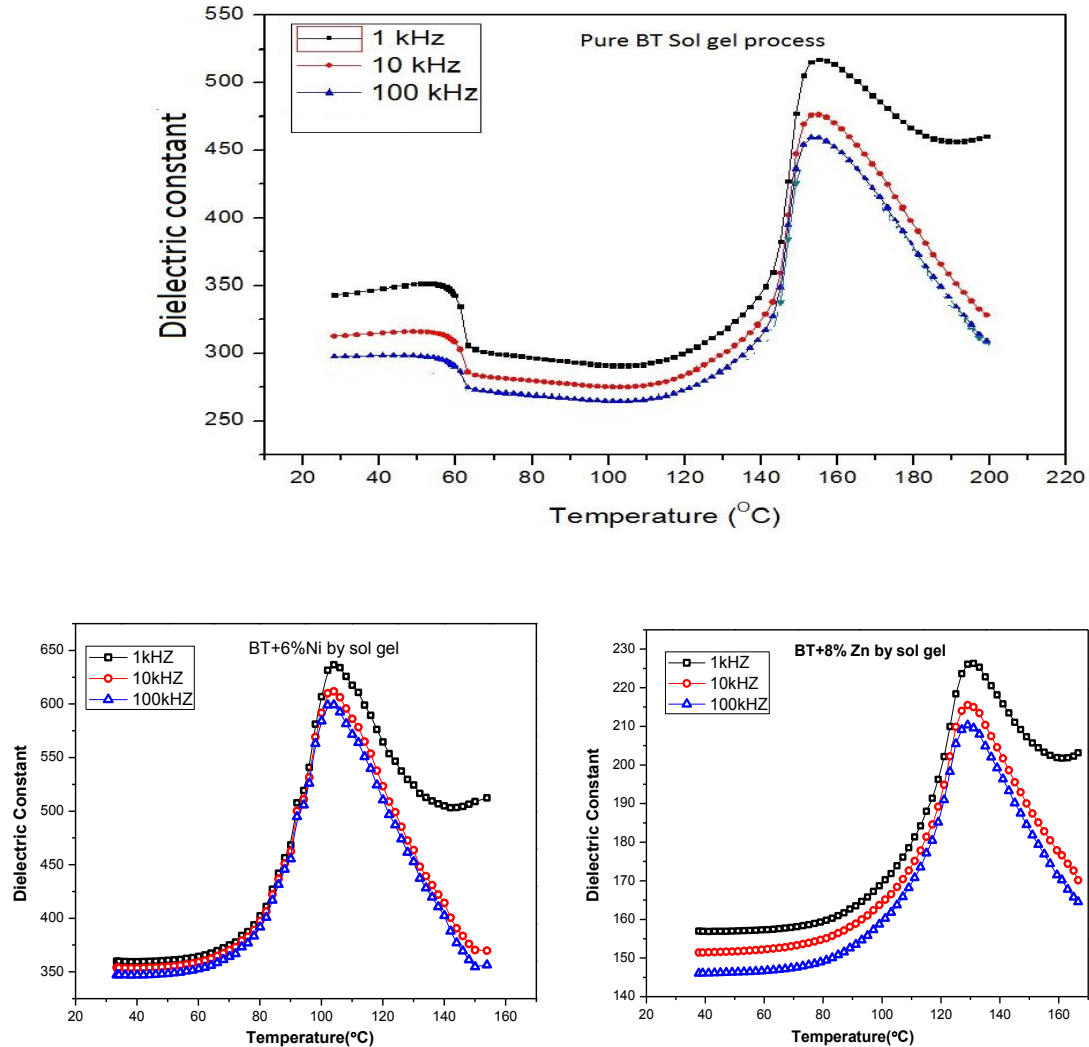 550
500
450
400
350
300
250
Dielectric constant
1 kHz
10 kHz
100 kHz
Pure BT Sol gel process
20 40 60 80 100 120 140 160 180 200 220
Temperature (OC)
650
600
550
500
450
400
350
Dielectric Constant
1kHZ
10kHZ
100kHZ
BT+6%Ni by sol gel
20 40 60 80 100 120 140 160
Temperature(ºC)
230
225
220
210
200
190
180
170
160
150
140
Dielectric Constant
1kHZ
10kHZ
100kHZ
BT+8% Zn by sol gel
20 40 60 80 100 120 140 160
Temperature(ºC)